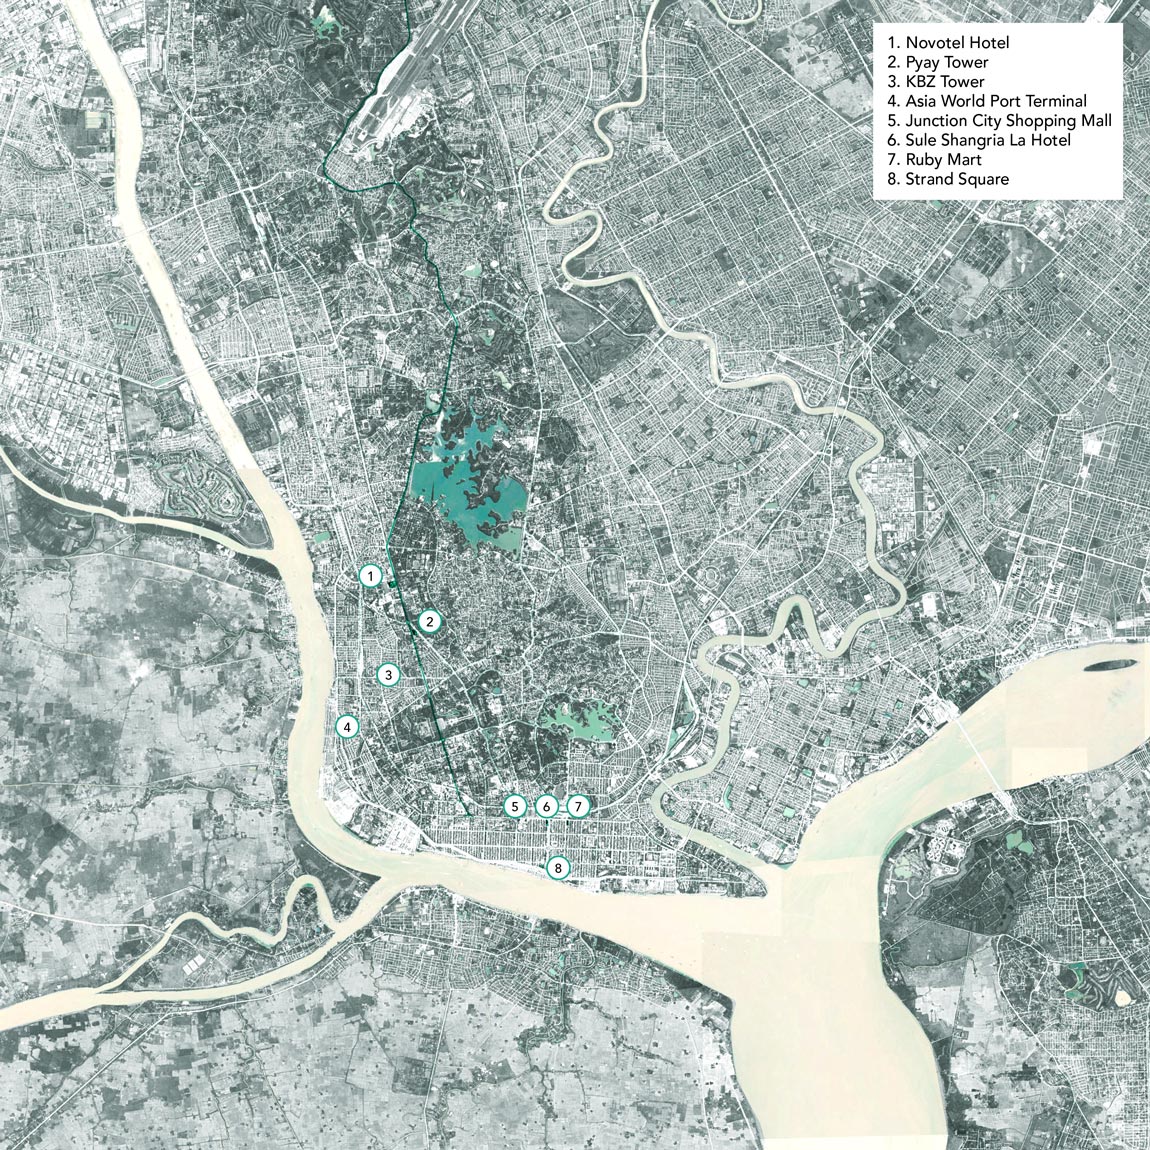 1. Novotel Hotel
2. Pyay Tower
3. KBZ Tower
4. Asia World Port Terminal
5. Junction City Shopping Mall
6. Sule Shangria La Hotel
7. Ruby Mart
8. Strand Square
1
2
3
4
5 6 7
8